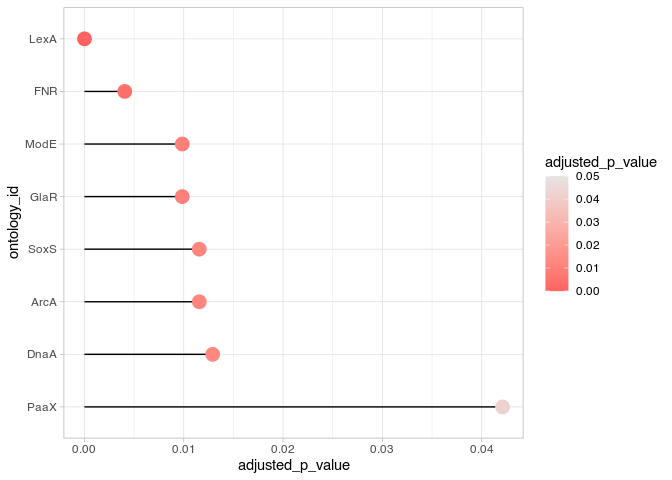 LexA
FNR
ModE
GlaR
SoxS
ArcA
DnaA
PaaX
ontology_id
0.00 0.01 0.02 0.03 0.04
adjusted_p_value
adjusted_p_value
0.05
0.04
0.03
0.02
0.01
0.00